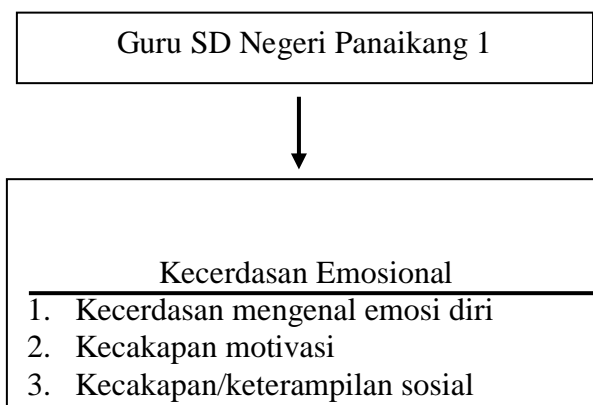 Guru SD Negeri Panaikang 1
Kecerdasan Emosional
1. Kecerdasan mengenal emosi diri
2. Kecakapan motivasi
3. Kecakapan/keterampilan sosial